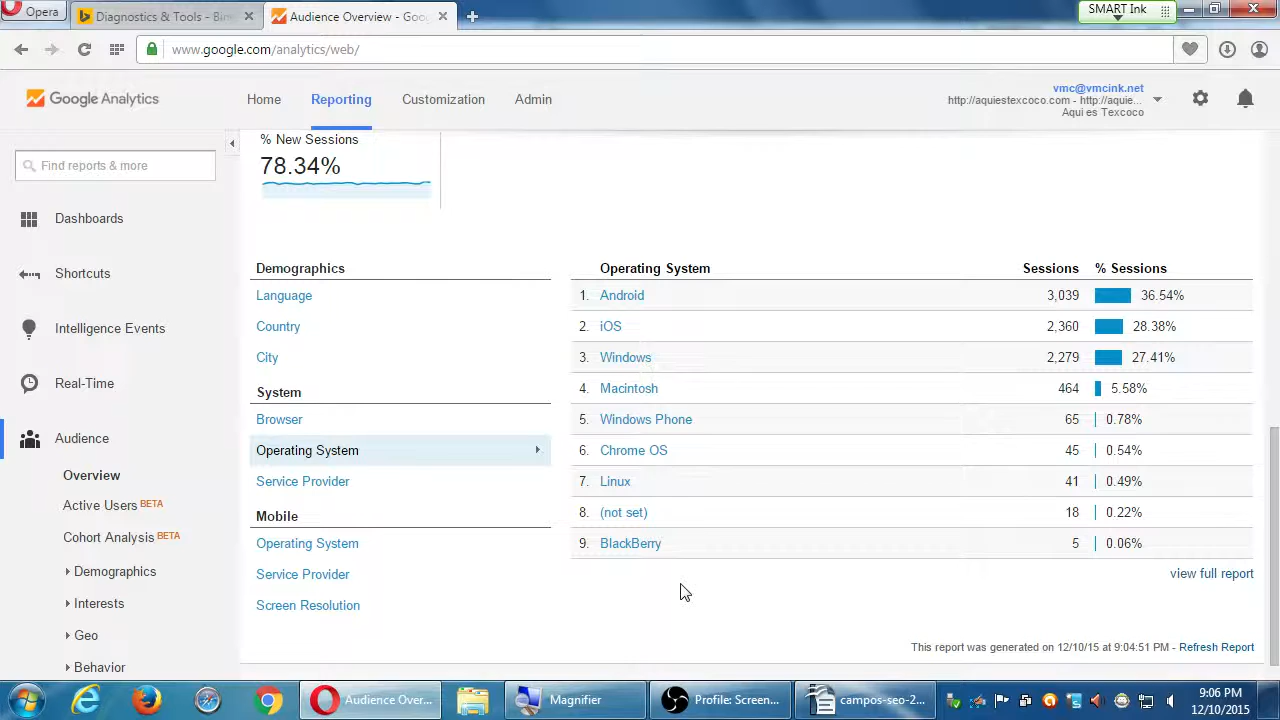 Opera
Diagnostics & Tools - Bin
Audience Overview - Goo
SMART Ink
www.google.com/analytics/web/
Google Analytics
Home
Reporting
Customization
Admin
vmc@vmcink.net
http://aquiestexcoco.com - http://aquie...
Aqui es Texcoco
Find reports & more
Dashboards
Shortcuts
Intelligence Events
Real-Time
Audience
Overview
Active Users BETA
Cohort Analysis BETA
Demographics
Interests
Geo
Behavior
% New Sessions
78.34%
Demographics
Language
Country
City
System
Browser
Operating System
Service Provider
Mobile
Operating System
Service Provider
Screen Resolution
Operating System Sessions % Sessions
1. Android 3,039 36.54%
2. iOS 2,360 28.38%
3. Windows 2,279 27.41%
4. Macintosh 464 5.58%
5. Windows Phone 65 0.78%
6. Chrome OS 45 0.54%
7. Linux 41 0.49%
8. (not set) 18 0.22%
9. BlackBerry 5 0.06%
view full report
This report was generated on 12/10/15 at 9:04:51 PM - Refresh Report
Audience Over...
Magnifier
Profile: Screen...
campos-seo-2...
9:06 PM
12/10/2015